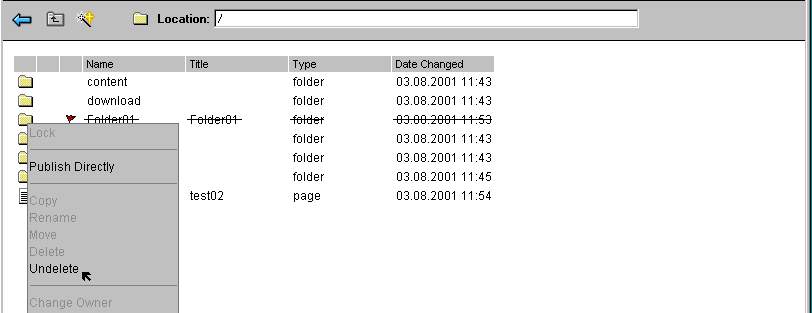 Location: /
Name Title Type Date Changed
content folder 03.08.2001 11:43
download folder 03.08.2001 11:43
Folder01 Folder01 folder 03.08.2001 11:53
Lock
folder 03.08.2001 11:43
folder 03.08.2001 11:43
Publish Directly
folder 03.08.2001 11:45
test02 page 03.08.2001 11:54
Copy
Rename
Move
Delete
Undelete
Change Owner